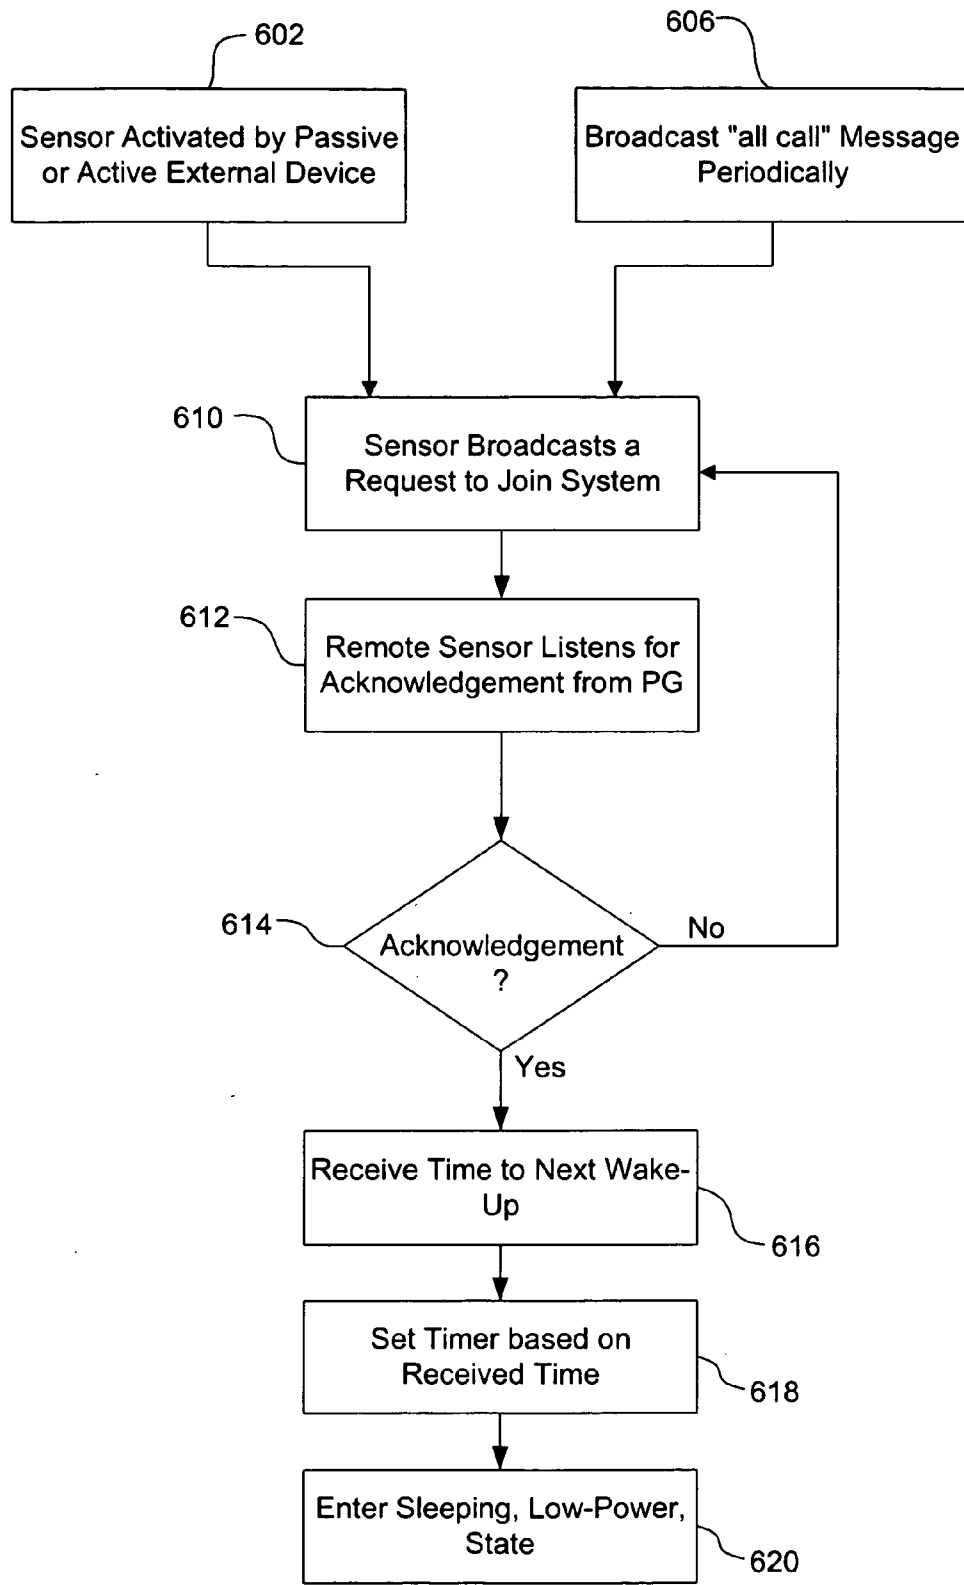 602
606
Sensor Activated by Passive
or Active External Device
Broadcast "all call" Message
Periodically
610
Sensor Broadcasts a
Request to Join System
612
Remote Sensor Listens for
Acknowledgement from PG
614
Acknowledgement
?
No
Yes
Receive Time to Next Wake-
Up
616
Set Timer based on
Received Time
618
Enter Sleeping, Low-Power,
State
620